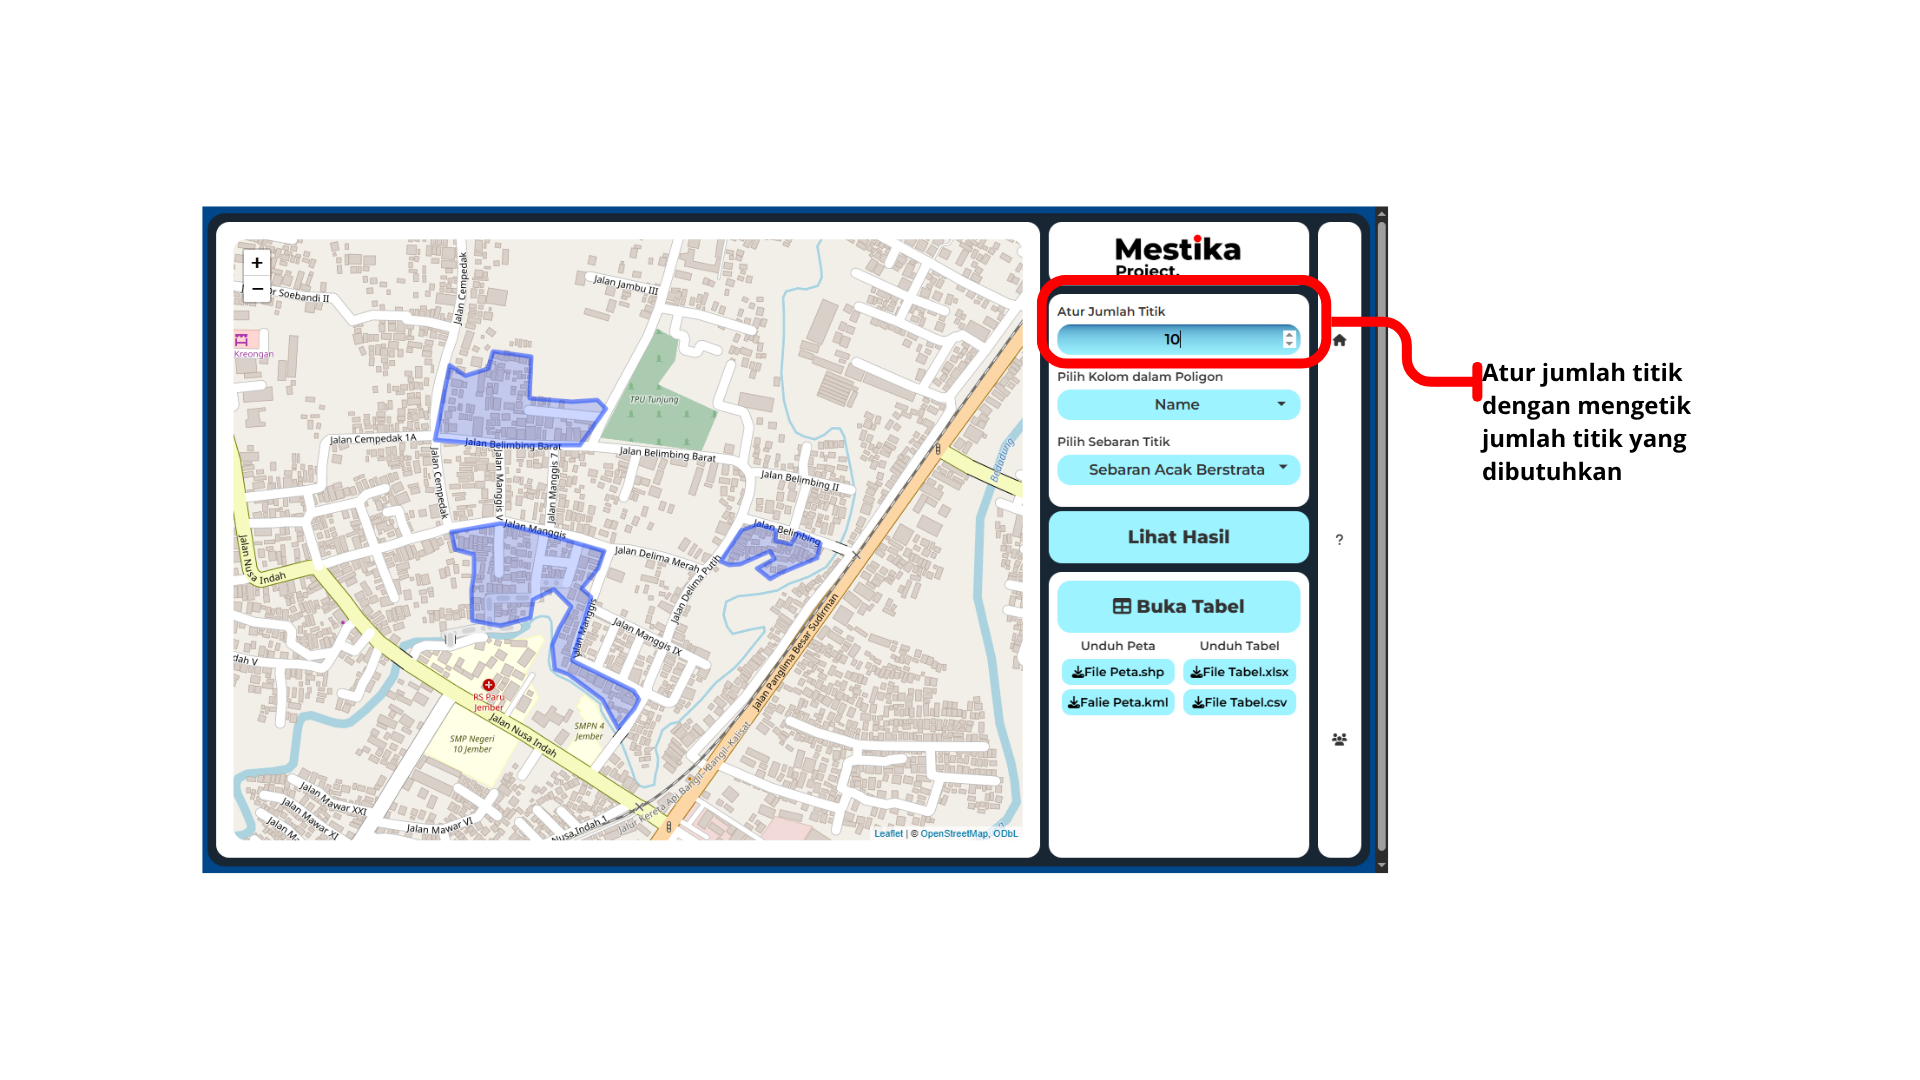 +
−
Dr Soebandi II
Jalan Cempedak
Jalan Jambu III
Kreongan
TPU Tunjung
Jalan Cempedak 1A
Jalan Belimbing Barat
Jalan Belimbing Barat
Jalan Cempedak
Jalan Manggis V
Jalan Manggis 7
Jalan Belimbing II
Bedadung
Jalan Manggis
Jalan Belimbing
Jalan Delima Merah
Jalan Delima Putih
Jalan Nusa Indah
Jalan Manggis
Jalan Manggis IX
Jalan Panglima Besar Sudirman
dah V
RS Paru
Jember
SMPN 4
Jember
SMP Negeri
10 Jember
Jalan Nusa Indah
Jalur Kereta Api Bangil-Kalisat
Jalan Mawar XXI
Jalan Mawar XI
Jalan M
Jalan Mawar VI
Nusa Indah 1
Leaflet | © OpenStreetMap, ODbL
Mestika
Project.
Atur Jumlah Titik
10
Pilih Kolom dalam Poligon
Name
Pilih Sebaran Titik
Sebaran Acak Berstrata
Lihat Hasil
Buka Tabel
Unduh Peta
Unduh Tabel
File Peta.shp
File Tabel.xlsx
Falie Peta.kml
File Tabel.csv
?
Atur jumlah titik
dengan mengetik
jumlah titik yang
dibutuhkan